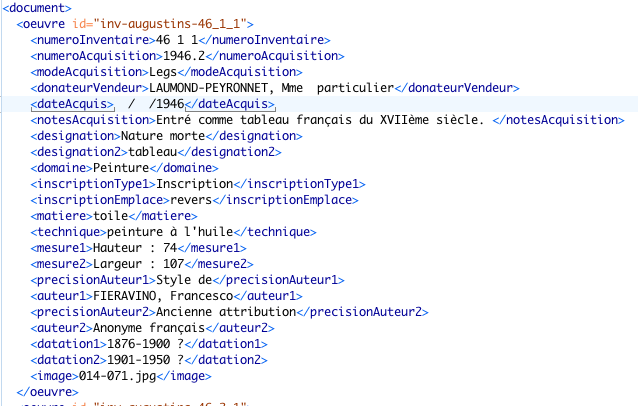 <document>
<oeuvre id="inv-augustins-46_1_1">
<numeroInventaire>46 1 1</numeroInventaire>
<numeroAcquisition>1946.2</numeroAcquisition>
<modeAcquisition>Legs</modeAcquisition>
<donateurVendeur>LAUMOND-PEYRONNET, Mme  particulier</donateurVendeur>
<dateAcquis>  /  /1946</dateAcquis>
<notesAcquisition>Entré comme tableau français du XVIIème siècle. </notesAcquisition>
<designation>Nature morte</designation>
<designation2>tableau</designation2>
<domaine>Peinture</domaine>
<inscriptionType1>Inscription</inscriptionType1>
<inscriptionEmplace>revers</inscriptionEmplace>
<matiere>toile</matiere>
<technique>peinture à l'huile</technique>
<mesure1>Hauteur : 74</mesure1>
<mesure2>Largeur : 107</mesure2>
<precisionAuteur1>Style de</precisionAuteur1>
<auteur1>FIERAVINO, Francesco</auteur1>
<precisionAuteur2>Ancienne attribution</precisionAuteur2>
<auteur2>Anonyme français</auteur2>
<datation1>1876-1900 ?</datation1>
<datation2>1901-1950 ?</datation2>
<image>014-071.jpg</image>
</oeuvre>